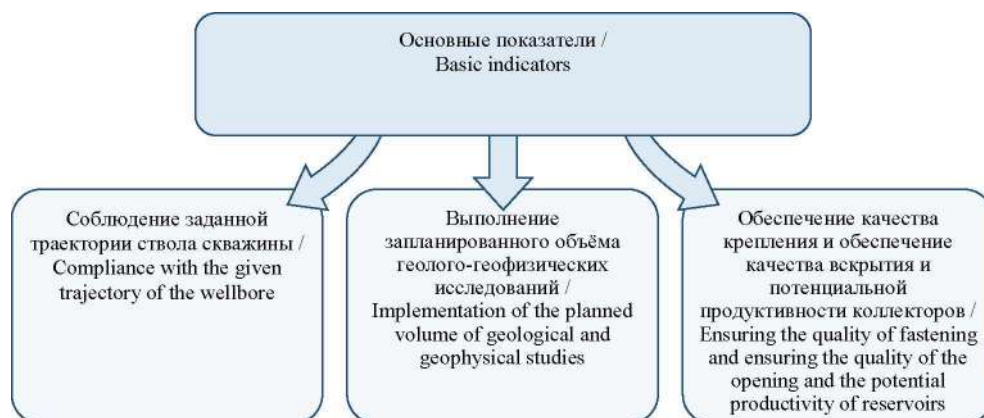 Основные показатели /
Basic indicators
Соблюдение заданной
траектории ствола скважины /
Compliance with the given
trajectory of the wellbore
Выполнение
запланированного объёма
геолого-геофизических
исследований /
Implementation of the planned
volume of geological and
geophysical studies
Обеспечение качества
крепления и обеспечение
качества вскрытия и
потенциальной
продуктивности коллекторов /
Ensuring the quality of fastening
and ensuring the quality of the
opening and the potential
productivity of reservoirs